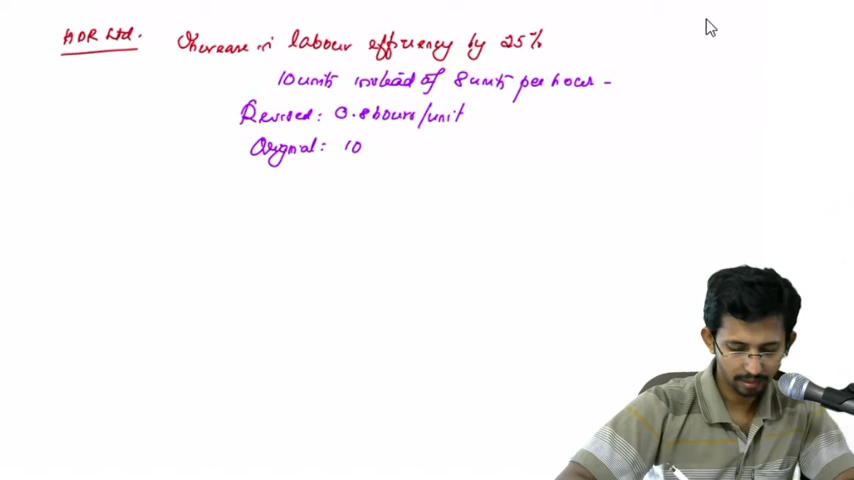 ADR Ltd. Increase in labour efficiency by 25%
10 units instead of 8 units per hour -
Revised: 0.8 hours/unit
Original: 10